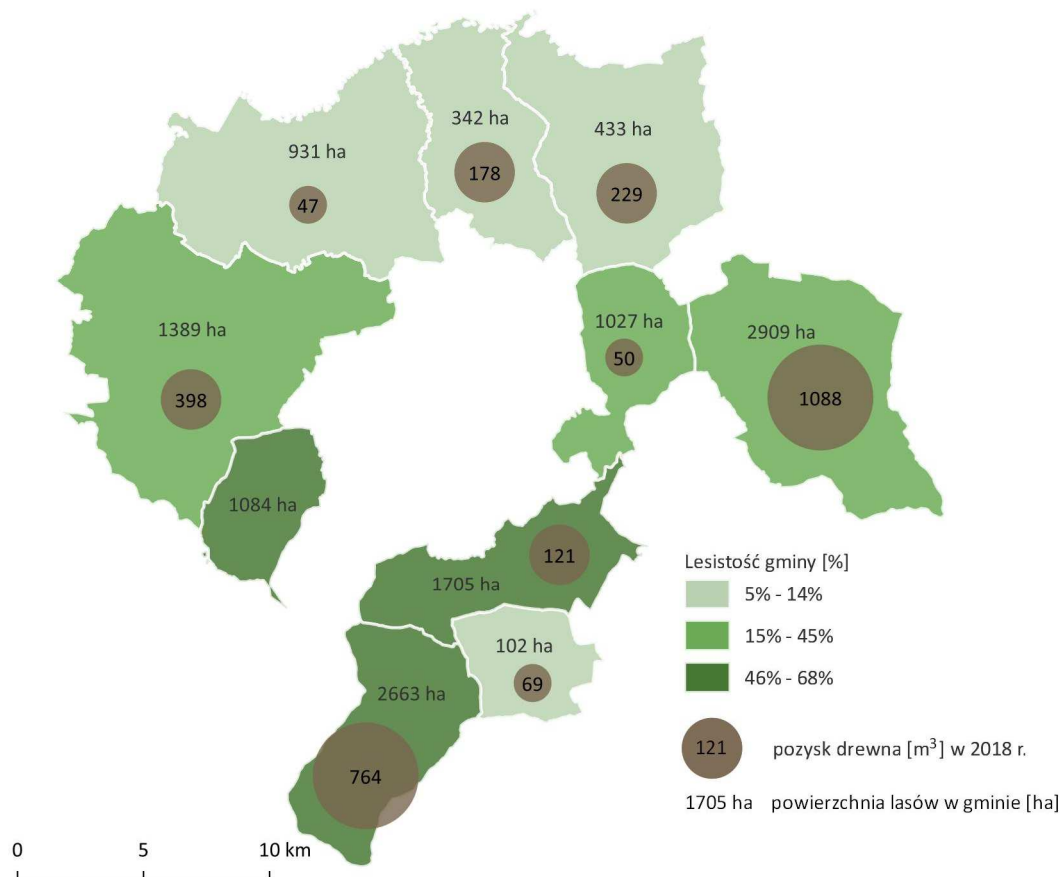 342 ha
433 ha
931 ha
178
229
47
1389 ha
1027 ha
2909 ha
50
398
1088
1084 ha
121
1705 ha
102 ha
69
2663 ha
764
Lesistość gminy [%]
5% - 14%
15% - 45%
46% - 68%
121 pozysk drewna [m³] w 2018 r.
1705 ha powierzchnia lasów w gminie [ha]
0 5 10 km